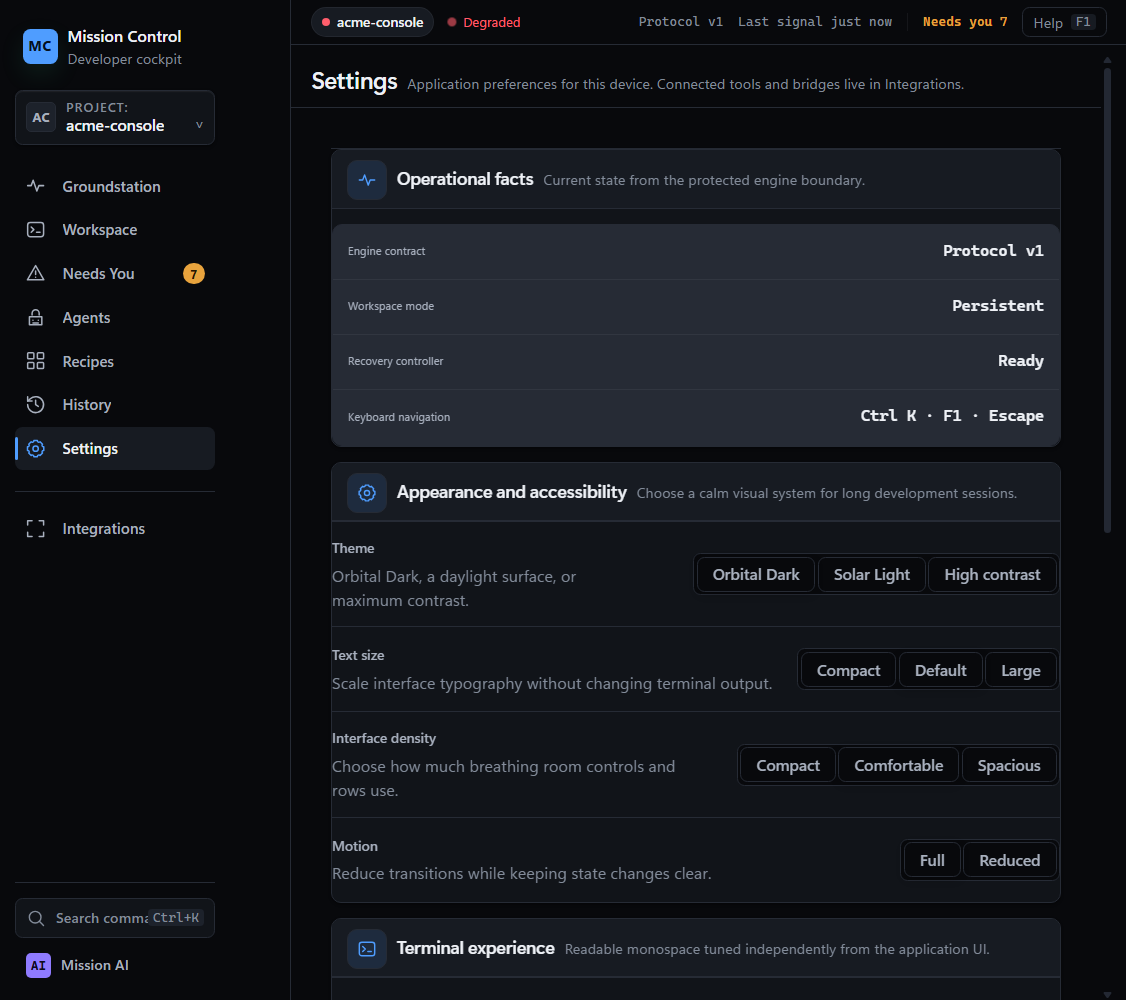 MC
Mission Control
Developer cockpit
AC
PROJECT:
acme-console
v
Groundstation
Workspace
Needs You 7
Agents
Recipes
History
Settings
Integrations
Search comma Ctrl+K
AI Mission AI
acme-console Degraded Protocol v1 Last signal just now Needs you 7 Help F1
Settings Application preferences for this device. Connected tools and bridges live in Integrations.
Operational facts Current state from the protected engine boundary.
Engine contract Protocol v1
Workspace mode Persistent
Recovery controller Ready
Keyboard navigation Ctrl K · F1 · Escape
Appearance and accessibility Choose a calm visual system for long development sessions.
Theme
Orbital Dark, a daylight surface, or
maximum contrast.
Orbital Dark Solar Light High contrast
Text size
Scale interface typography without changing terminal output.
Compact Default Large
Interface density
Choose how much breathing room controls and
rows use.
Compact Comfortable Spacious
Motion
Reduce transitions while keeping state changes clear.
Full Reduced
Terminal experience Readable monospace tuned independently from the application UI.